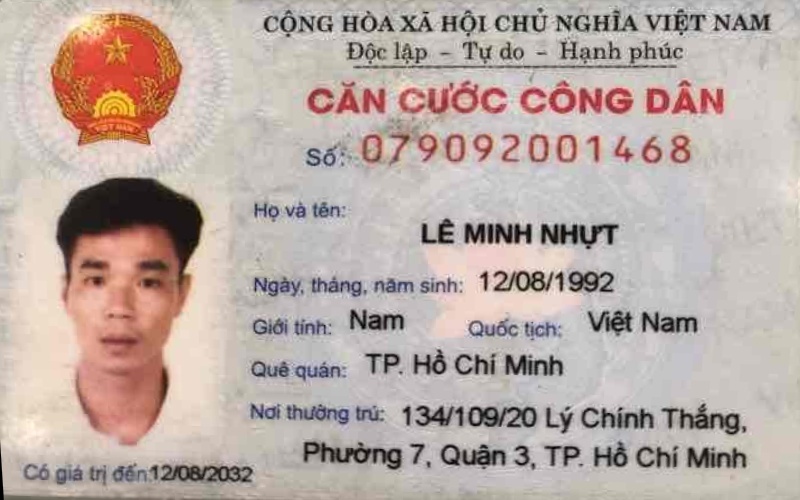 CỘNG HÒA XÃ HỘI CHỦ NGHĨA VIỆT NAM
Độc lập - Tự do - Hạnh phúc
CĂN CƯỚC CÔNG DÂN
Số: 079092001468
Họ và tên:
LÊ MINH NHỰT
Ngày, tháng, năm sinh: 12/08/1992
Giới tính: Nam Quốc tịch: Việt Nam
Quê quán: TP. Hồ Chí Minh
Nơi thường trú: 134/109/20 Lý Chính Thắng,
Phường 7, Quận 3, TP. Hồ Chí Minh
Có giá trị đến: 12/08/2032
VIỆT NAM